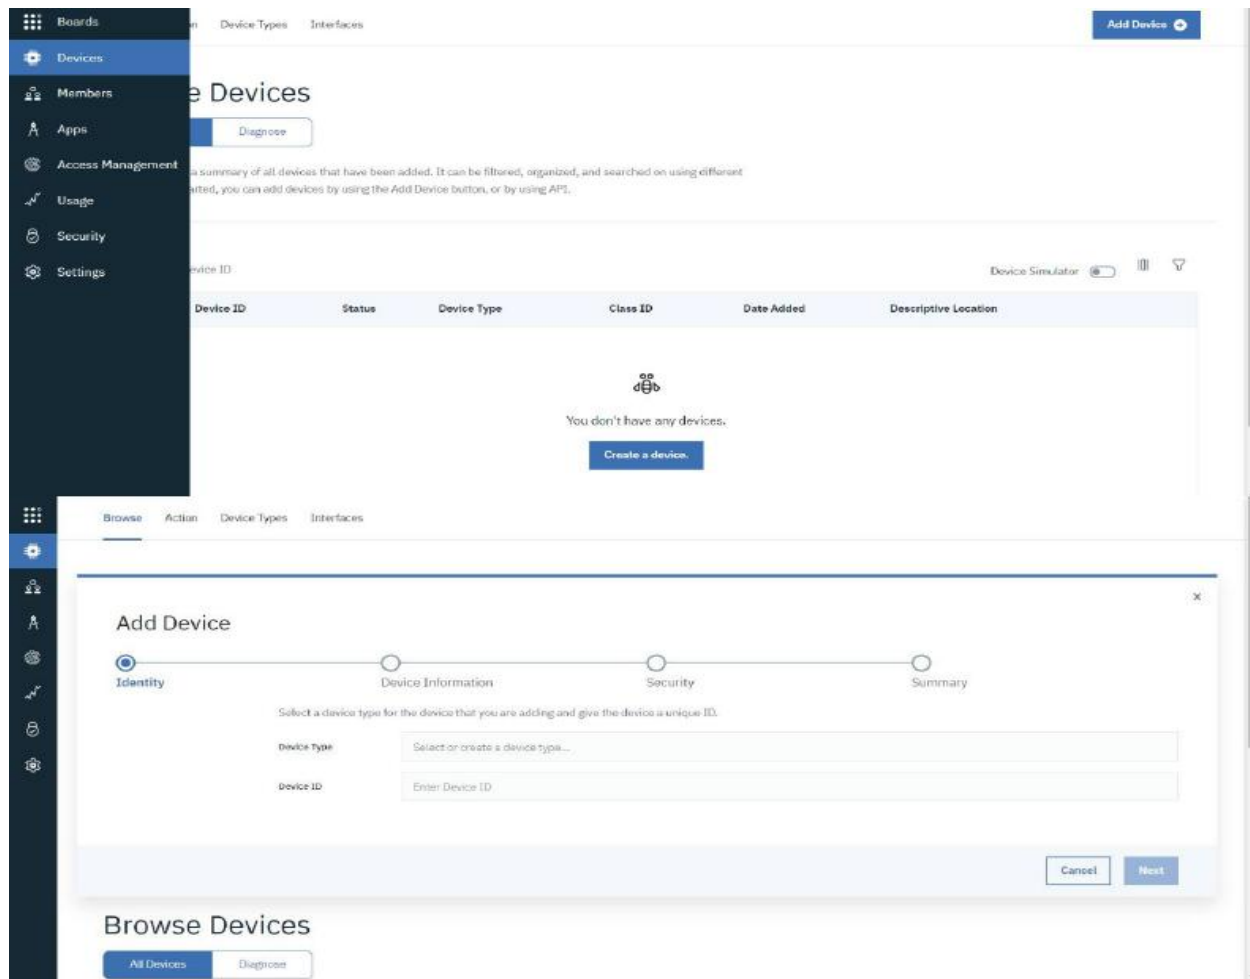 Boards
n Device Types Interfaces
Add Device
Devices
Members
e Devices
Apps
Diagnose
Access Management
a summary of all devices that have been added. It can be filtered, organized, and searched on using different
arted, you can add devices by using the Add Device button, or by using API.
Usage
Security
Settings
evice ID
Device Simulator
Device ID Status Device Type Class ID Date Added Descriptive Location
You don't have any devices.
Create a device.
Browse Action Device Types Interfaces
Add Device
Identity Device Information Security Summary
Select a device type for the device that you are adding and give the device a unique ID.
Device Type Select or create a device type...
Device ID Enter Device ID
Cancel Next
Browse Devices
All Devices Diagnose